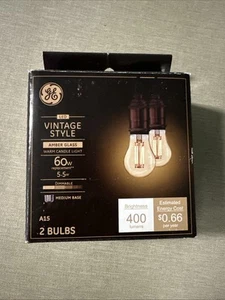 GE
LED
VINTAGE
STYLE
AMBER GLASS
WARM CANDLE LIGHT
60W
5.5W
DIMMABLE
MEDIUM BASE
A15
2 BULBS
Brightness
400
lumens
Estimated
Energy Cost
$0.66
per year